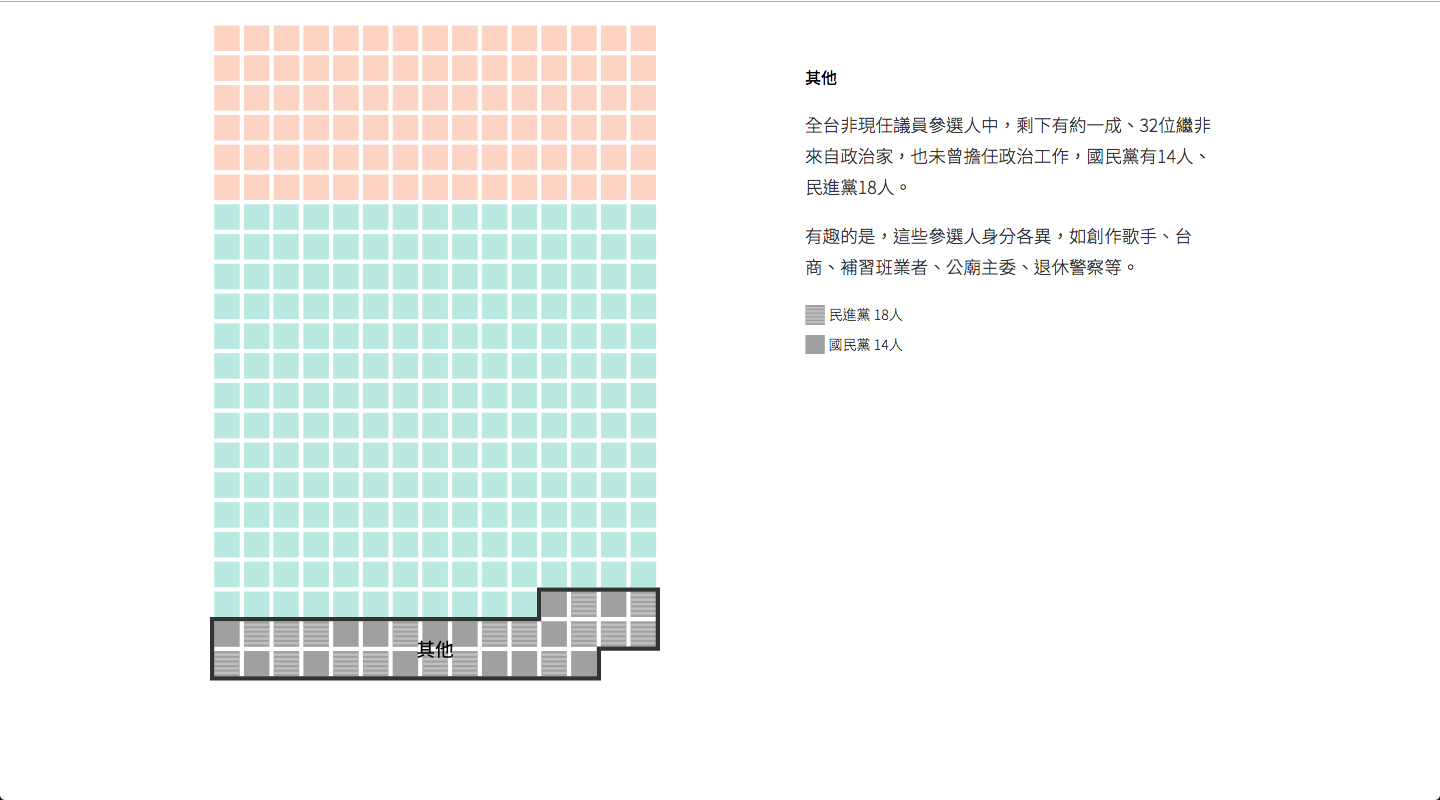 其他
全台非現任議員參選人中，剩下有約一成、32位繼非
來自政治家，也未曾擔任政治工作，國民黨有14人、
民進黨18人。
有趣的是，這些參選人身分各異，如創作歌手、台
商、補習班業者、公廟主委、退休警察等。
民進黨 18人
國民黨 14人
其他